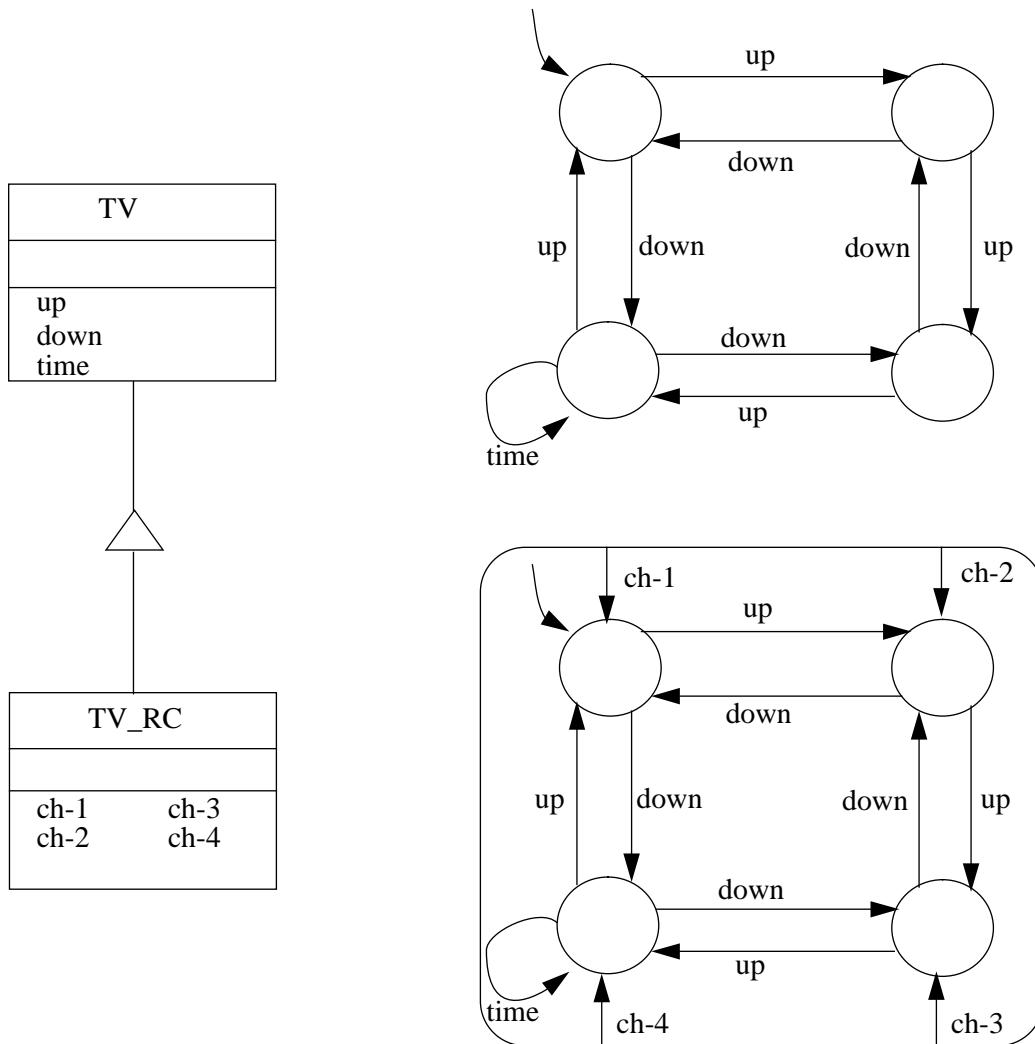 up
down
TV
up
down
down
up
up
down
time
down
up
time
ch-1
ch-2
up
TV_RC
down
ch-1 ch-3
ch-2 ch-4
up
down
down
up
down
up
time
ch-4
ch-3